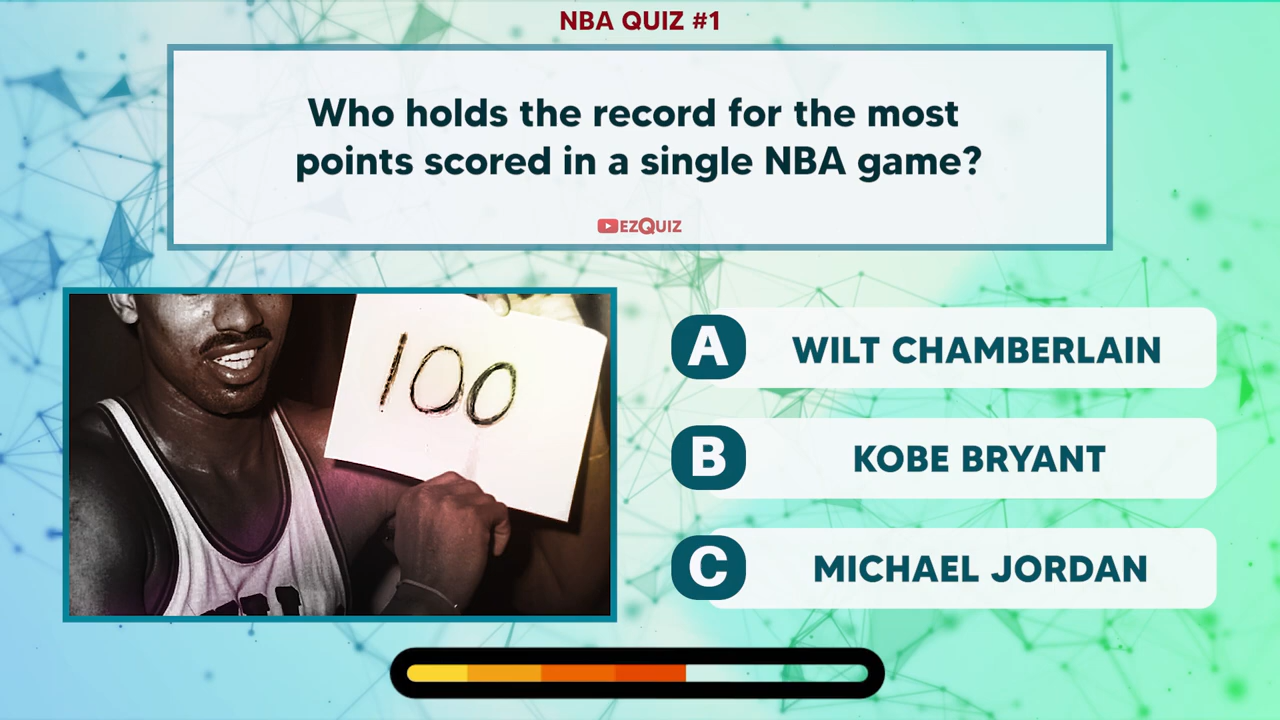 NBA QUIZ #1
Who holds the record for the most
points scored in a single NBA game?
EZQUIZ
100
A WILT CHAMBERLAIN
B KOBE BRYANT
C MICHAEL JORDAN